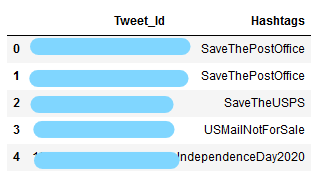 Tweet_Id Hashtags
0 SaveThePostOffice
1 SaveThePostOffice
2 SaveTheUSPS
3 USMailNotForSale
4 IndependenceDay2020